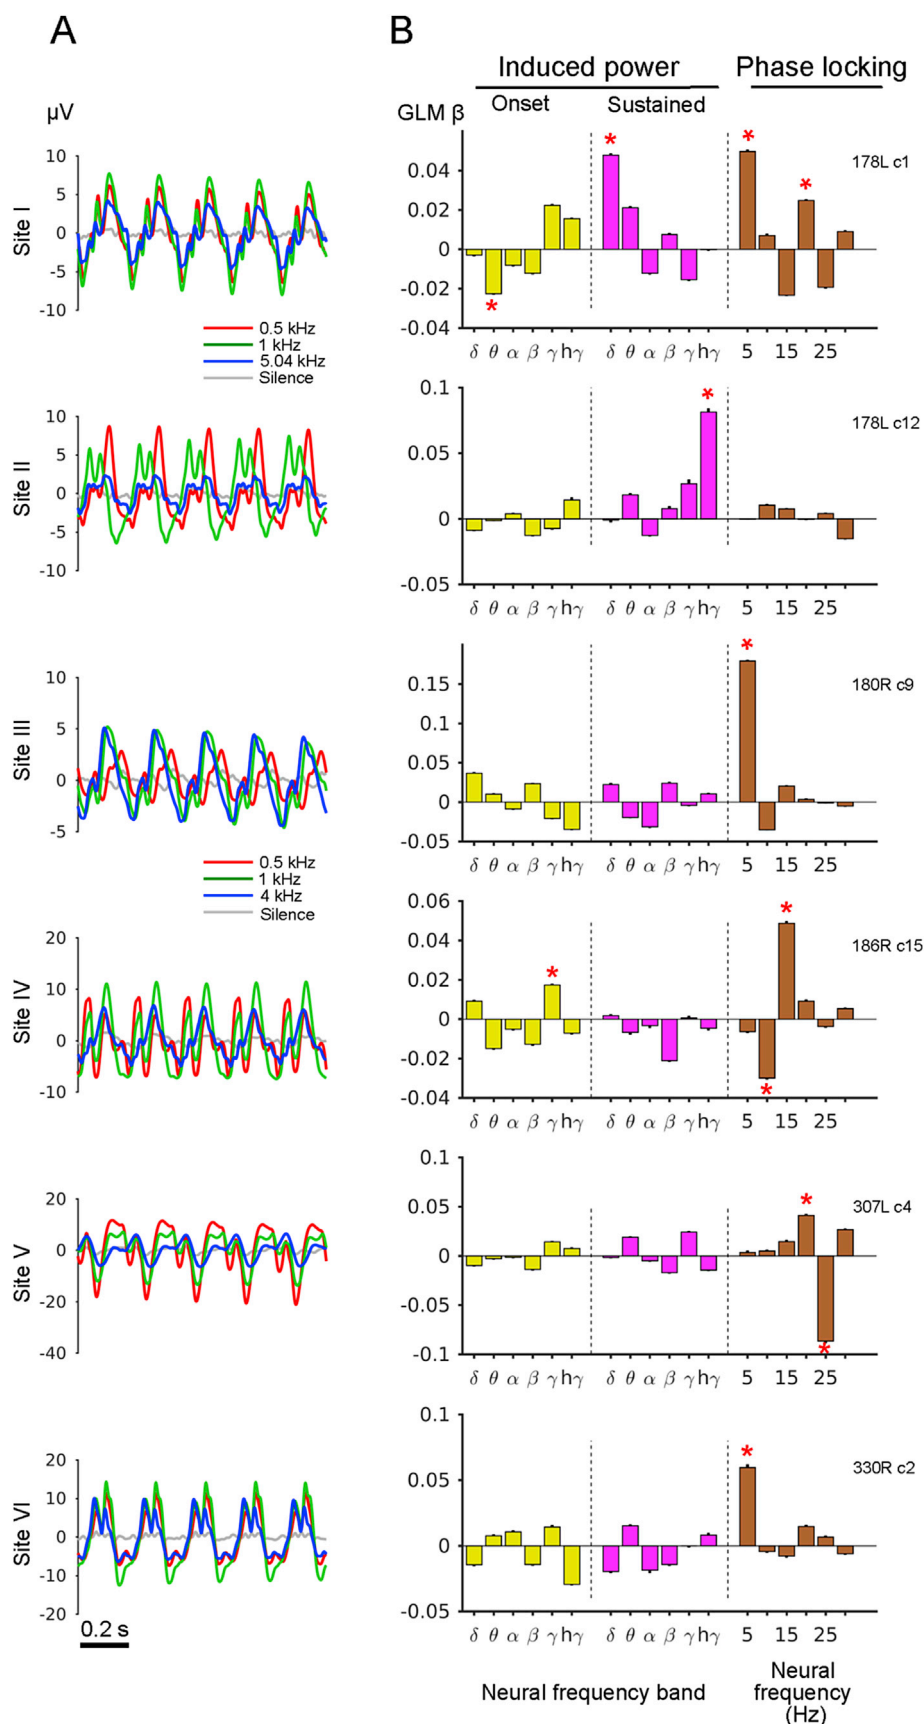 A
B
Induced power
Phase locking
µV
GLM β
Onset
Sustained
Site I
10
5
0
-5
-10
0.5 kHz
1 kHz
5.04 kHz
Silence
0.04
0.02
0
-0.02
-0.04
*
*
*
*
178L c1
δ θ α β γ hγ
δ θ α β γ hγ
5 15 25
Site II
10
5
0
-5
-10
0.1
0.05
0
-0.05
*
178L c12
δ θ α β γ hγ
δ θ α β γ hγ
5 15 25
Site III
10
5
0
-5
0.5 kHz
1 kHz
4 kHz
Silence
0.15
0.1
0.05
0
-0.05
*
180R c9
δ θ α β γ hγ
δ θ α β γ hγ
5 15 25
Site IV
20
10
0
-10
0.06
0.04
0.02
0
-0.02
-0.04
*
*
*
186R c15
δ θ α β γ hγ
δ θ α β γ hγ
5 15 25
Site V
20
0
-20
-40
0.1
0.05
0
-0.05
-0.1
*
*
307L c4
δ θ α β γ hγ
δ θ α β γ hγ
5 15 25
Site VI
20
10
0
-10
-20
0.2 s
0.1
0.05
0
-0.05
*
330R c2
δ θ α β γ hγ
δ θ α β γ hγ
5 15 25
Neural frequency band
Neural
frequency
(Hz)